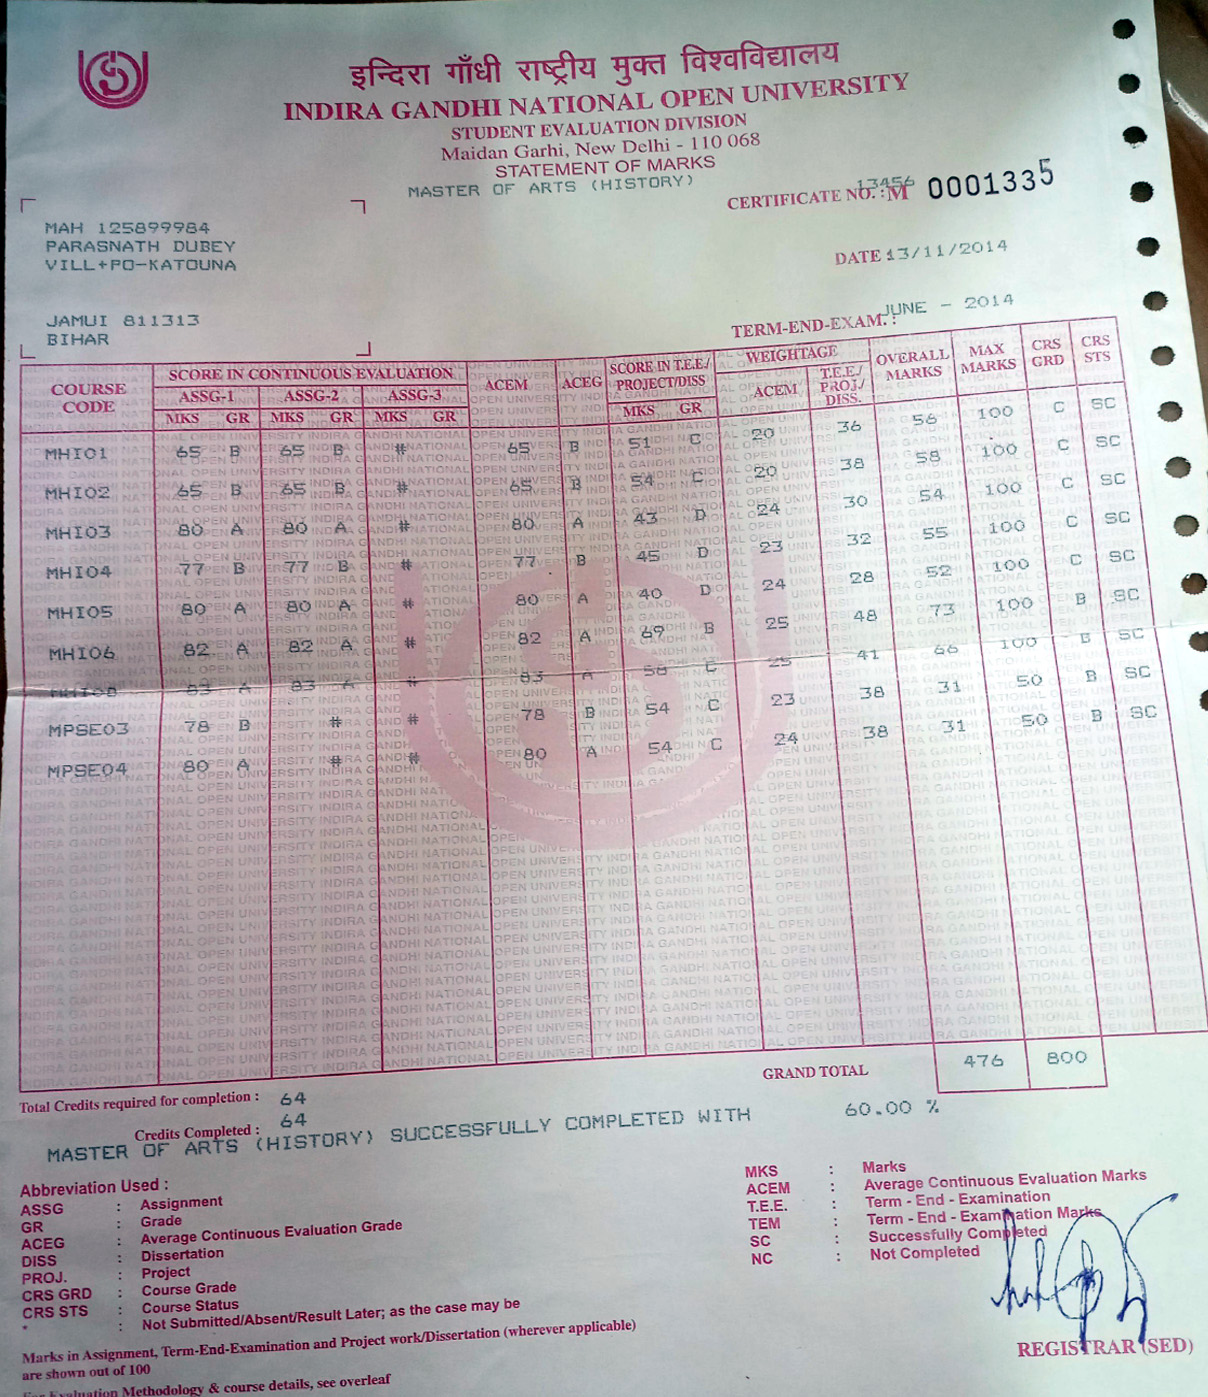 इन्दिरा गाँधी राष्ट्रीय मुक्त विश्वविद्यालय
INDIRA GANDHI NATIONAL OPEN UNIVERSITY
STUDENT EVALUATION DIVISION
Maidan Garhi, New Delhi - 110 068
STATEMENT OF MARKS
MASTER OF ARTS (HISTORY)
13456
CERTIFICATE NO. : M 0001335
MAH 125899984
PARASNATH DUBEY
VILL+PO-KATOUNA
DATE 13/11/2014
JAMUI 811313
BIHAR
TERM-END-EXAM. : JUNE - 2014
COURSE CODE SCORE IN CONTINUOUS EVALUATION ACEM ACEG SCORE IN T.E.E./ PROJECT/DISS WEIGHTAGE OVERALL MARKS MAX MARKS CRS GRD CRS STS
ASSG-1 ASSG-2 ASSG-3 ACEM T.E.E./ PROJ./ DISS.
MKS GR MKS GR MKS GR MKS GR
MHI01 65 B 65 B # 65 B 51 C 20 36 56 100 C SC
MHI02 65 B 65 B # 65 B 54 C 20 38 58 100 C SC
MHI03 80 A 80 A # 80 A 43 D 24 30 54 100 C SC
MHI04 77 B 77 B # 77 B 45 D 23 32 55 100 C SC
MHI05 80 A 80 A # 80 A 40 D 24 28 52 100 C SC
MHI06 82 A 82 A # 82 A 69 B 25 48 73 100 B SC
MHI08 83 A 83 A # 83 A 58 C 25 41 66 100 B SC
MPSE03 78 B # # 78 B 54 C 23 38 31 50 B SC
MPSE04 80 A # # 80 A 54 C 24 38 31 50 B SC
GRAND TOTAL 476 800
Total Credits required for completion : 64
Credits Completed : 64
MASTER OF ARTS (HISTORY) SUCCESSFULLY COMPLETED WITH 60.00 %
Abbreviation Used :
ASSG : Assignment
GR : Grade
ACEG : Average Continuous Evaluation Grade
DISS : Dissertation
PROJ. : Project
CRS GRD : Course Grade
CRS STS : Course Status
* : Not Submitted/Absent/Result Later; as the case may be
MKS : Marks
ACEM : Average Continuous Evaluation Marks
T.E.E. : Term - End - Examination
TEM : Term - End - Examination Marks
SC : Successfully Completed
NC : Not Completed
Marks in Assignment, Term-End-Examination and Project work/Dissertation (wherever applicable)
are shown out of 100
For Evaluation Methodology & course details, see overleaf
REGISTRAR (SED)